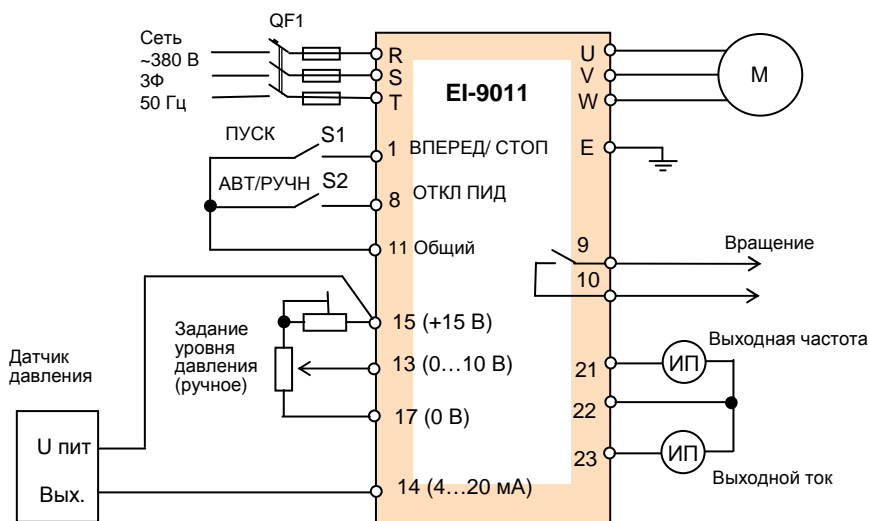 QF1
Сеть
~380 В
3Ф
50 Гц
R
S
T
EI-9011
U
V
W
М
ПУСК
S1
1 ВПЕРЕД/ СТОП
E
АВТ/РУЧН
S2
8 ОТКЛ ПИД
11 Общий
9
10
Вращение
15 (+15 В)
Задание
уровня
давления
(ручное)
13 (0...10 В)
17 (0 В)
Датчик
давления
U пит
Вых.
14 (4...20 мА)
Выходная частота
21
ИП
22
23
ИП
Выходной ток